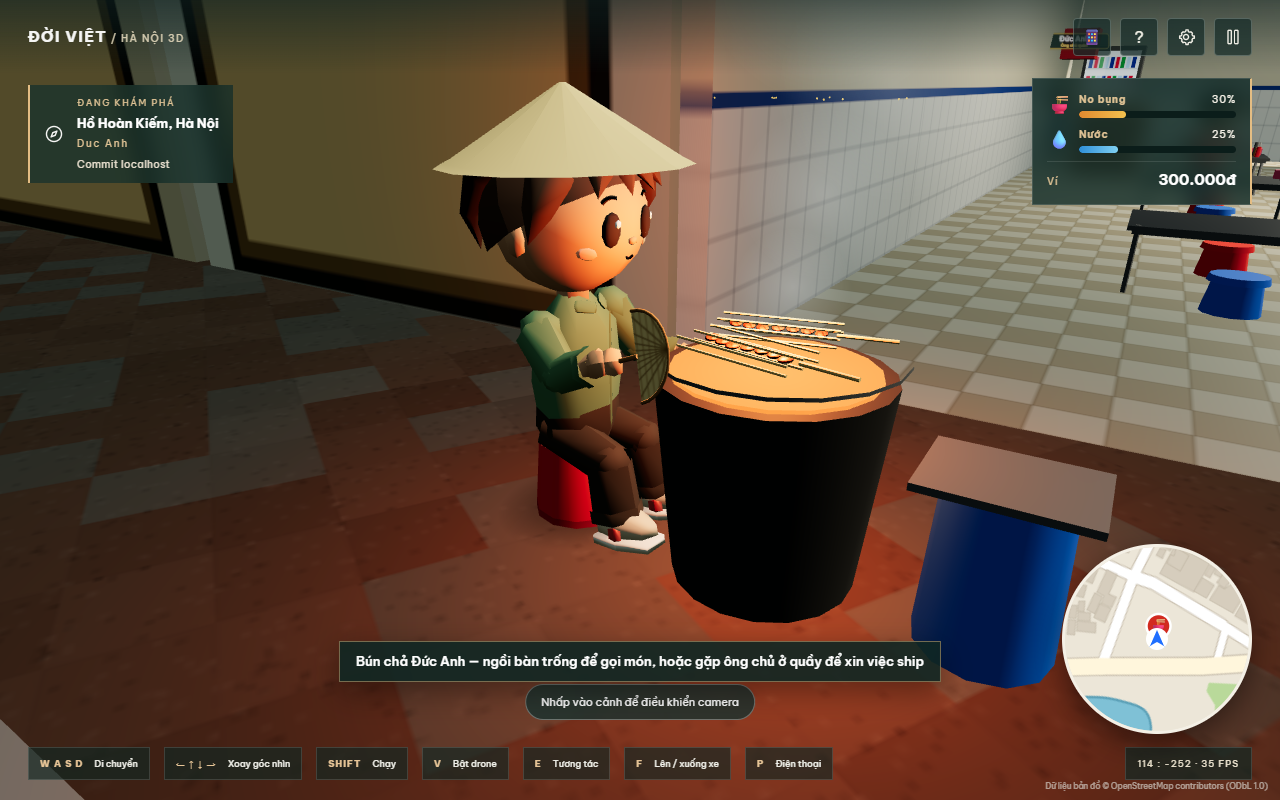 ĐỜI VIỆT / HÀ NỘI 3D
?
ĐANG KHÁM PHÁ
Hồ Hoàn Kiếm, Hà Nội
Duc Anh
Commit localhost
No bụng 30%
Nước 25%
Ví 300.000đ
Bún chả Đức Anh — ngồi bàn trống để gọi món, hoặc gặp ông chủ ở quầy để xin việc ship
Nhấp vào cảnh để điều khiển camera
W A S D Di chuyển
←↑↓→ Xoay góc nhìn
SHIFT Chạy
V Bật drone
E Tương tác
F Lên / xuống xe
P Điện thoại
114 : -252 · 35 FPS
Dữ liệu bản đồ © OpenStreetMap contributors (ODbL 1.0)